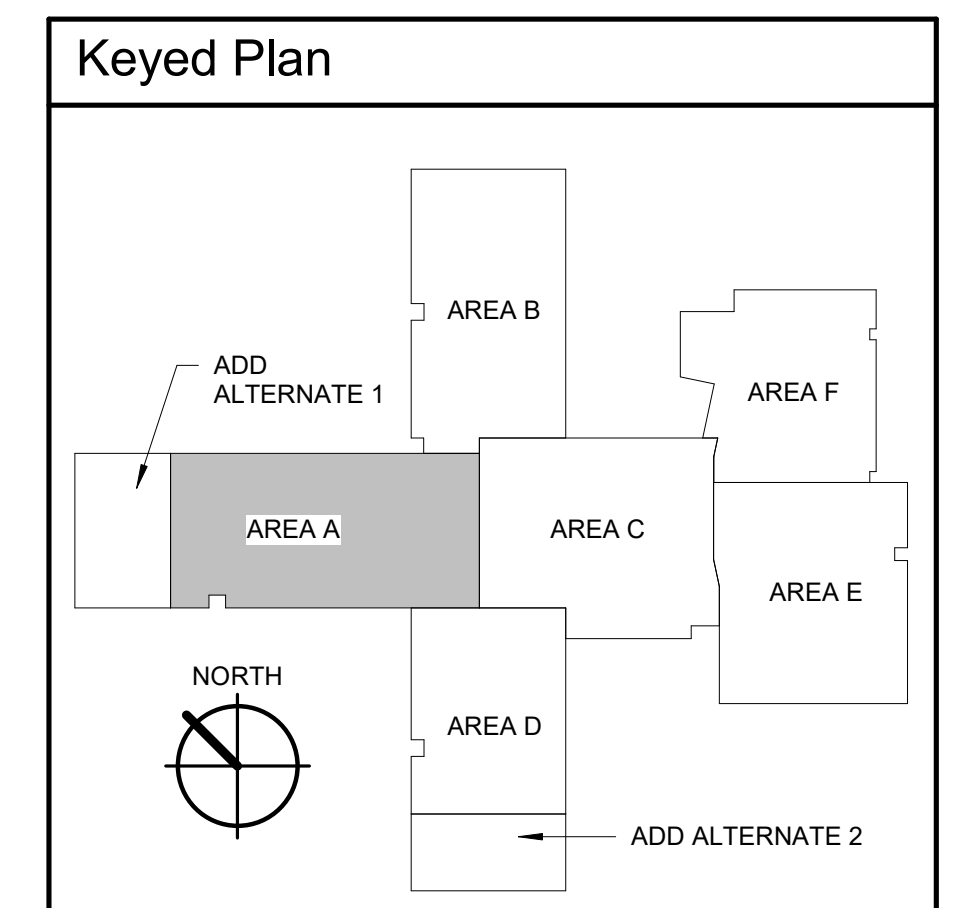 Keyed Plan
AREA B
ADD
ALTERNATE 1
AREA F
AREA A
AREA C
AREA E
NORTH
AREA D
ADD ALTERNATE 2